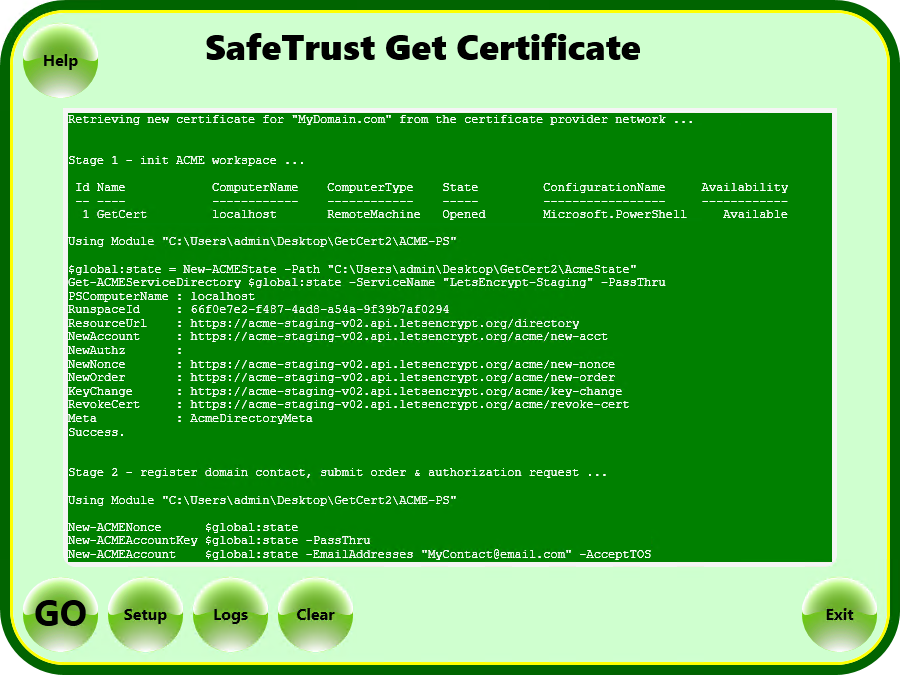 Help
SafeTrust Get Certificate
Retrieving new certificate for "MyDomain.com" from the certificate provider network ...
Stage 1 - init ACME workspace ...
Id Name ComputerName ComputerType State ConfigurationName Availability
-- ---- ------------ ------------ ----- ----------------- ------------
1 GetCert localhost RemoteMachine Opened Microsoft.PowerShell Available
Using Module "C:\Users\admin\Desktop\GetCert2\ACME-PS"
$global:state = New-ACMEState -Path "C:\Users\admin\Desktop\GetCert2\AcmeState"
Get-ACMEServiceDirectory $global:state -ServiceName "LetsEncrypt-Staging" -PassThru
PSComputerName : localhost
RunspaceId : 66f0e7e2-f487-4ad8-a54a-9f39b7af0294
ResourceUrl : https://acme-staging-v02.api.letsencrypt.org/directory
NewAccount : https://acme-staging-v02.api.letsencrypt.org/acme/new-acct
NewAuthz :
NewNonce : https://acme-staging-v02.api.letsencrypt.org/acme/new-nonce
NewOrder : https://acme-staging-v02.api.letsencrypt.org/acme/new-order
KeyChange : https://acme-staging-v02.api.letsencrypt.org/acme/key-change
RevokeCert : https://acme-staging-v02.api.letsencrypt.org/acme/revoke-cert
Meta : AcmeDirectoryMeta
Success.
Stage 2 - register domain contact, submit order & authorization request ...
Using Module "C:\Users\admin\Desktop\GetCert2\ACME-PS"
New-ACMENonce $global:state
New-ACMEAccountKey $global:state -PassThru
New-ACMEAccount $global:state -EmailAddresses "MyContact@email.com" -AcceptTOS
GO Setup Logs Clear Exit